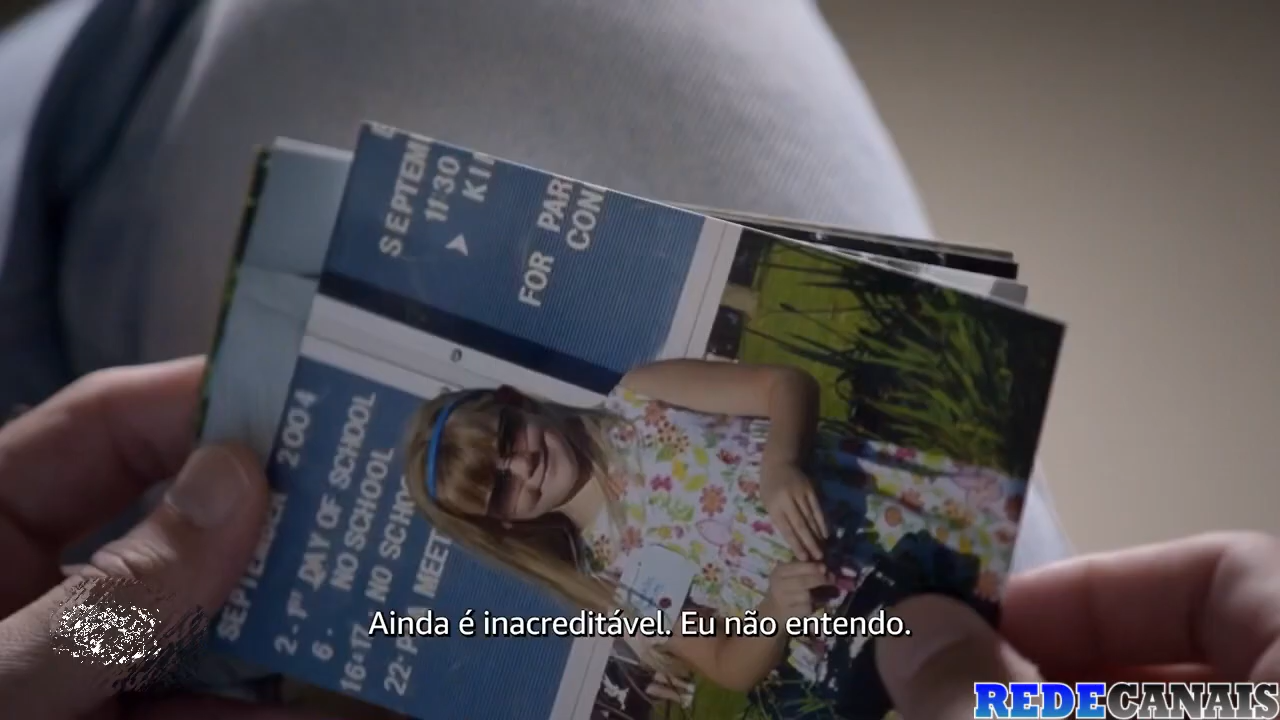 SEPTEM
11:30
KI
FOR PAR
CON
2004
2 - 1ST DAY OF SCHOOL
6 - NO SCHOOL
16+17 NO SCHO
22 - MEET
Ainda é inacreditável. Eu não entendo.
REDECANAIS